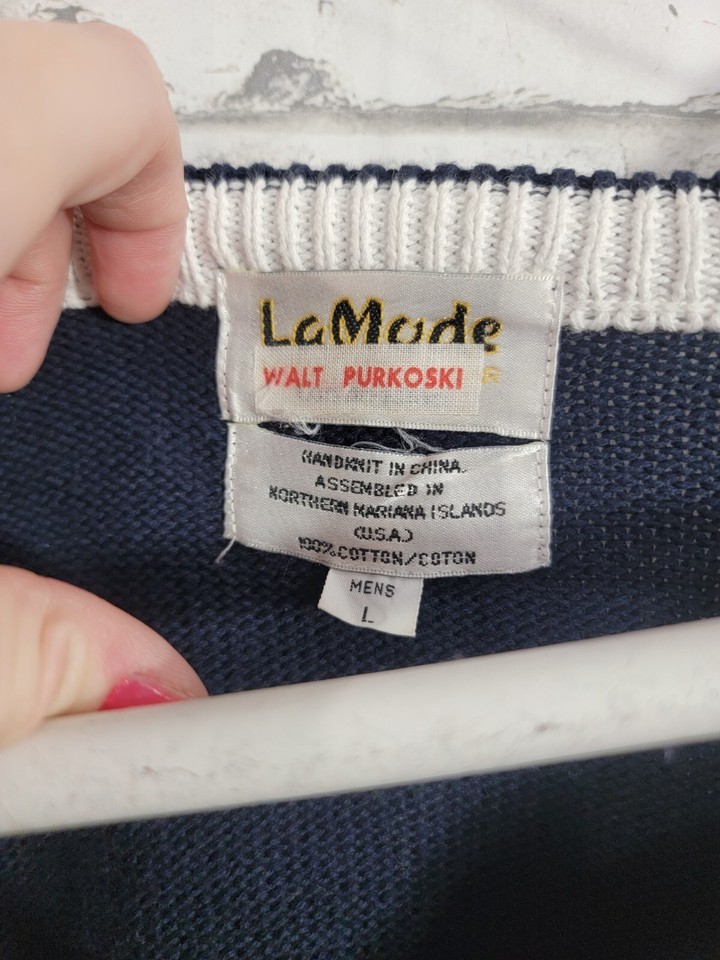 LaMode
WALT PURKOSKI R
HANDKNIT IN CHINA.
ASSEMBLED IN
NORTHERN MARIANA ISLANDS
(U.S.A.)
100% COTTON/COTON
MENS
L